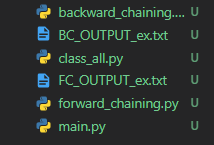 backward_chaining.... U
BC_OUTPUT_ex.txt U
class_all.py U
FC_OUTPUT_ex.txt U
forward_chaining.py U
main.py U